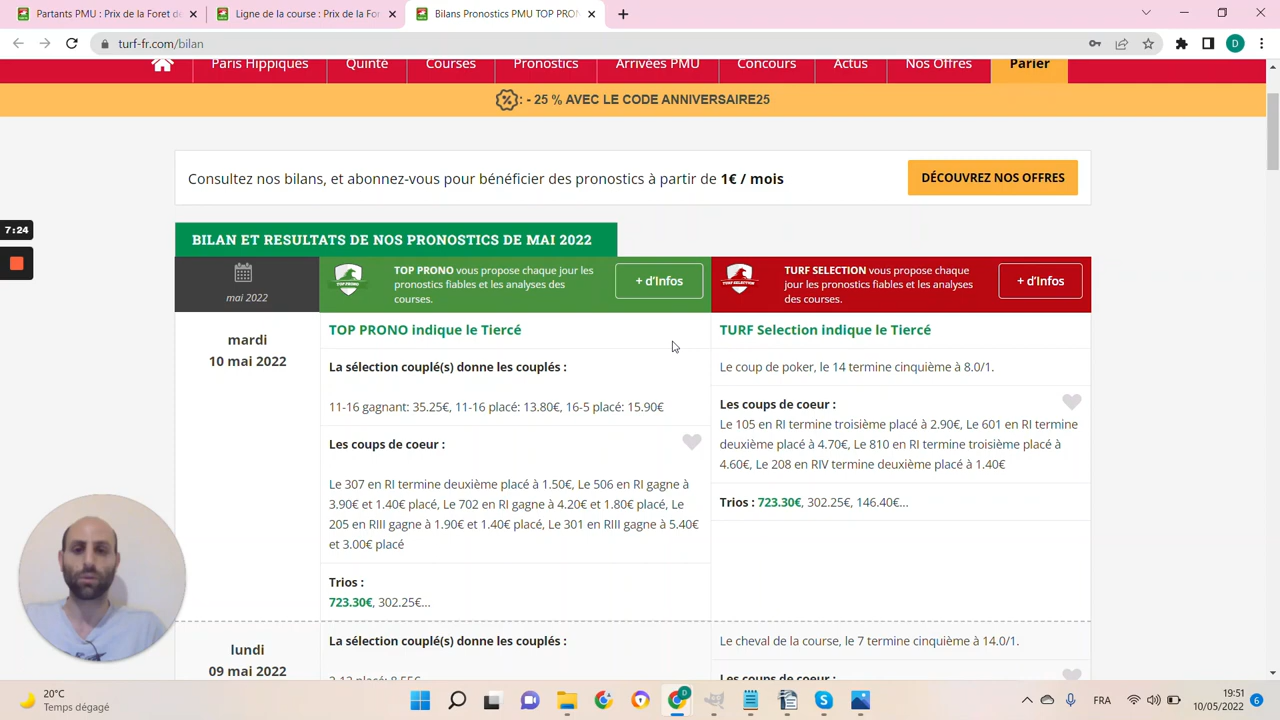 Partants PMU : Prix de la Foret de
Ligne de la course : Prix de la For
Bilans Pronostics PMU TOP PRON
turf-fr.com/bilan
Paris Hippiques
Quinté
Courses
Pronostics
Arrivées PMU
Concours
Actus
Nos Offres
Parier
: - 25 % AVEC LE CODE ANNIVERSAIRE25
Consultez nos bilans, et abonnez-vous pour bénéficier des pronostics à partir de 1€ / mois
DÉCOUVREZ NOS OFFRES
7:24
BILAN ET RESULTATS DE NOS PRONOSTICS DE MAI 2022
mai 2022
TOP PRONO
TOP PRONO vous propose chaque jour les
pronostics fiables et les analyses des
courses.
+ d'Infos
TURF SELECTION
TURF SELECTION vous propose chaque
jour les pronostics fiables et les analyses
des courses.
+ d'Infos
mardi
10 mai 2022
TOP PRONO indique le Tiercé
La sélection couplé(s) donne les couplés :
11-16 gagnant: 35.25€, 11-16 placé: 13.80€, 16-5 placé: 15.90€
Les coups de coeur :
Le 307 en RI termine deuxième placé à 1.50€, Le 506 en RI gagne à
3.90€ et 1.40€ placé, Le 702 en RI gagne à 4.20€ et 1.80€ placé, Le
205 en RIII gagne à 1.90€ et 1.40€ placé, Le 301 en RIII gagne à 5.40€
et 3.00€ placé
Trios :
723.30€, 302.25€...
TURF Selection indique le Tiercé
Le coup de poker, le 14 termine cinquième à 8.0/1.
Les coups de coeur :
Le 105 en RI termine troisième placé à 2.90€, Le 601 en RI termine
deuxième placé à 4.70€, Le 810 en RI termine troisième placé à
4.60€, Le 208 en RIV termine deuxième placé à 1.40€
Trios : 723.30€, 302.25€, 146.40€...
lundi
09 mai 2022
La sélection couplé(s) donne les couplés :
Le cheval de la course, le 7 termine cinquième à 14.0/1.
Les coups de coeur :
20°C
Temps dégagé
FRA
19:51
10/05/2022
6